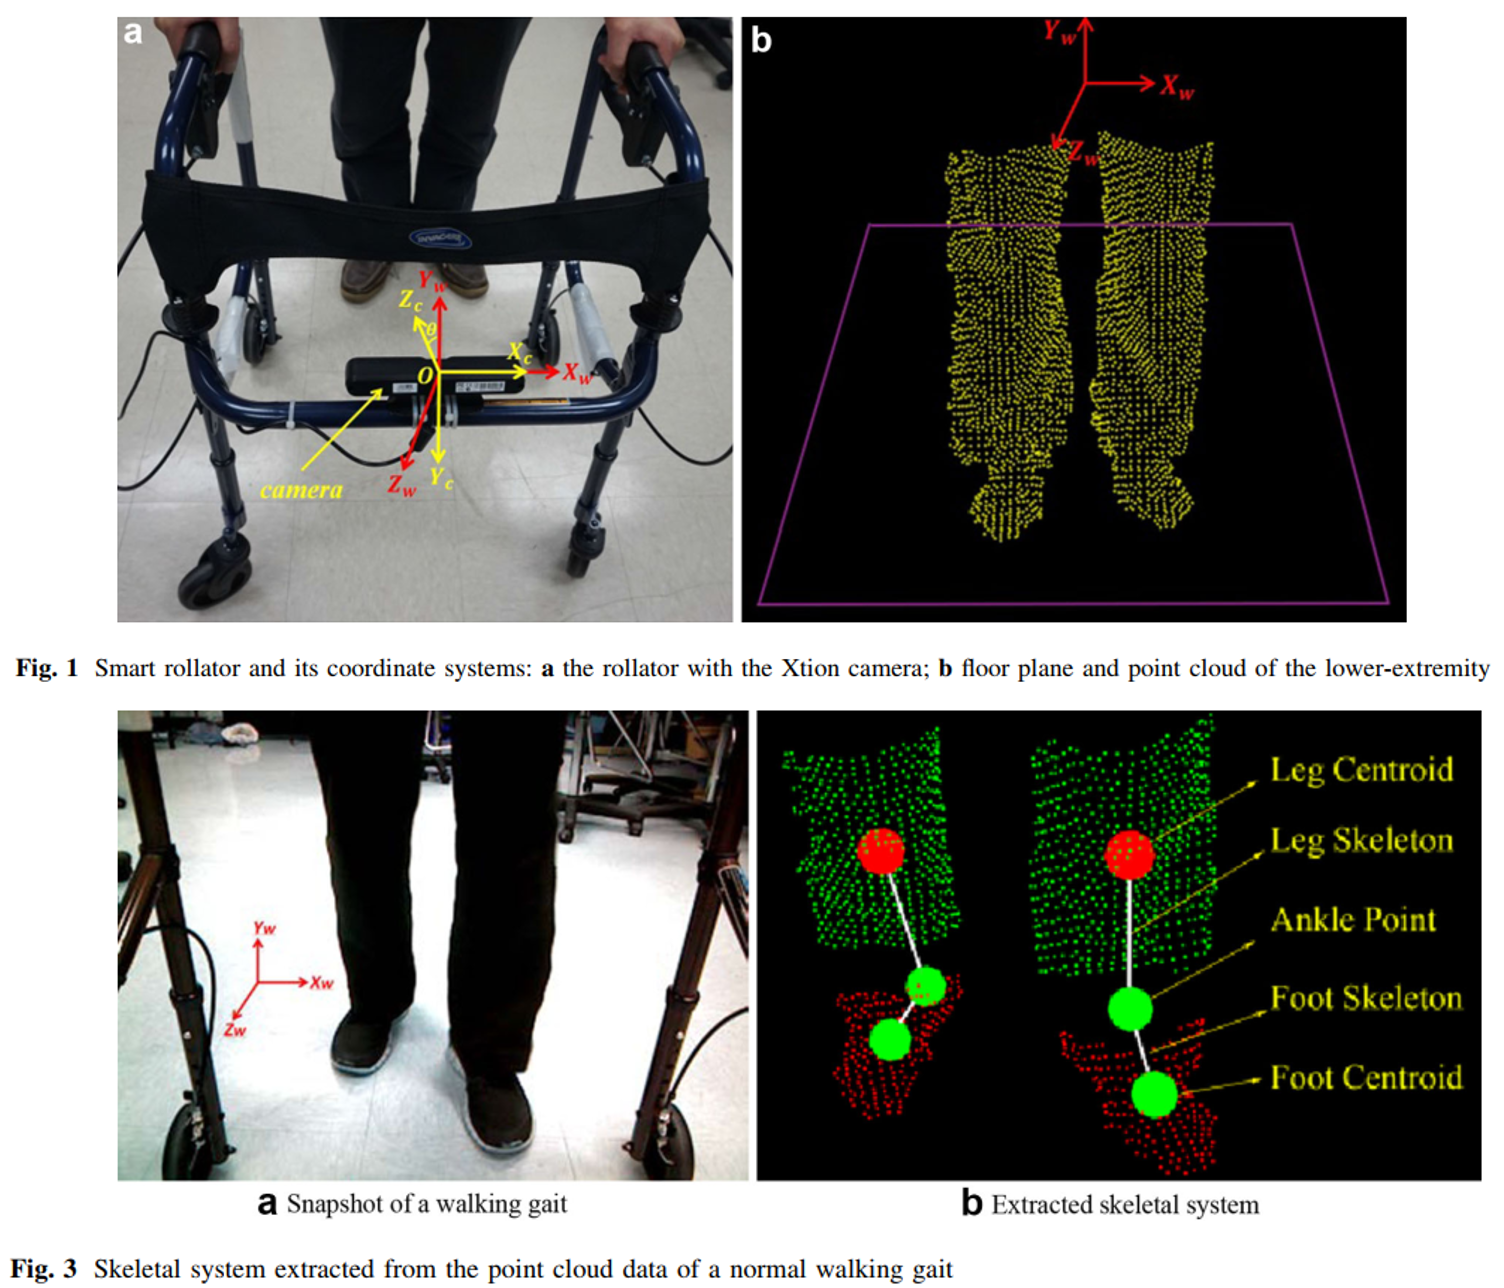 a
b
Yw
Xw
Zw
INVACARE
Yw
Zc
θ
Xc
O
Xw
camera
Zw
Yc
Fig. 1 Smart rollator and its coordinate systems: a the rollator with the Xtion camera; b floor plane and point cloud of the lower-extremity
Leg Centroid
Leg Skeleton
Ankle Point
Foot Skeleton
Foot Centroid
Yw
Xw
Zw
a Snapshot of a walking gait
b Extracted skeletal system
Fig. 3 Skeletal system extracted from the point cloud data of a normal walking gait